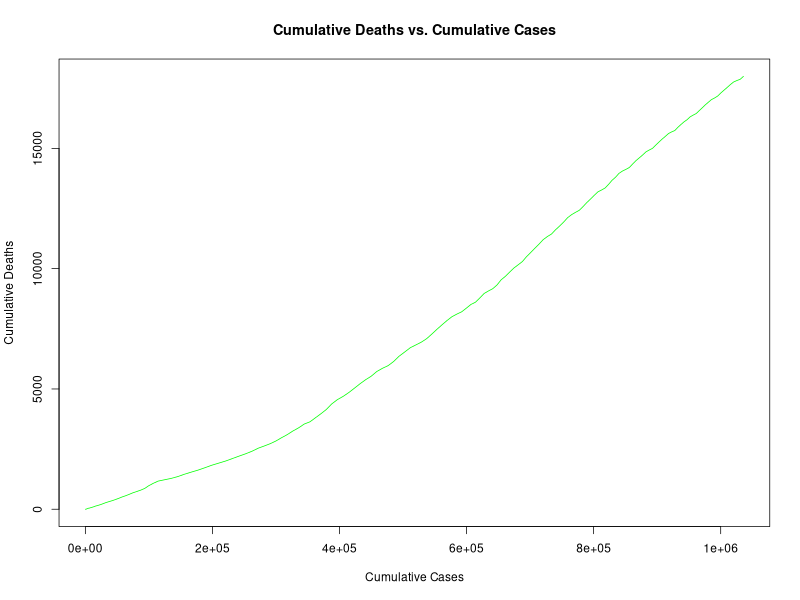 Cumulative Deaths vs. Cumulative Cases
15000
10000
5000
0
Cumulative Deaths
0e+00 2e+05 4e+05 6e+05 8e+05 1e+06
Cumulative Cases